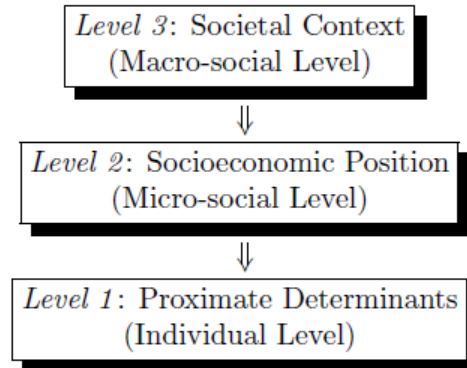 Level 3: Societal Context
(Macro-social Level)
⇓
Level 2: Socioeconomic Position
(Micro-social Level)
⇓
Level 1: Proximate Determinants
(Individual Level)